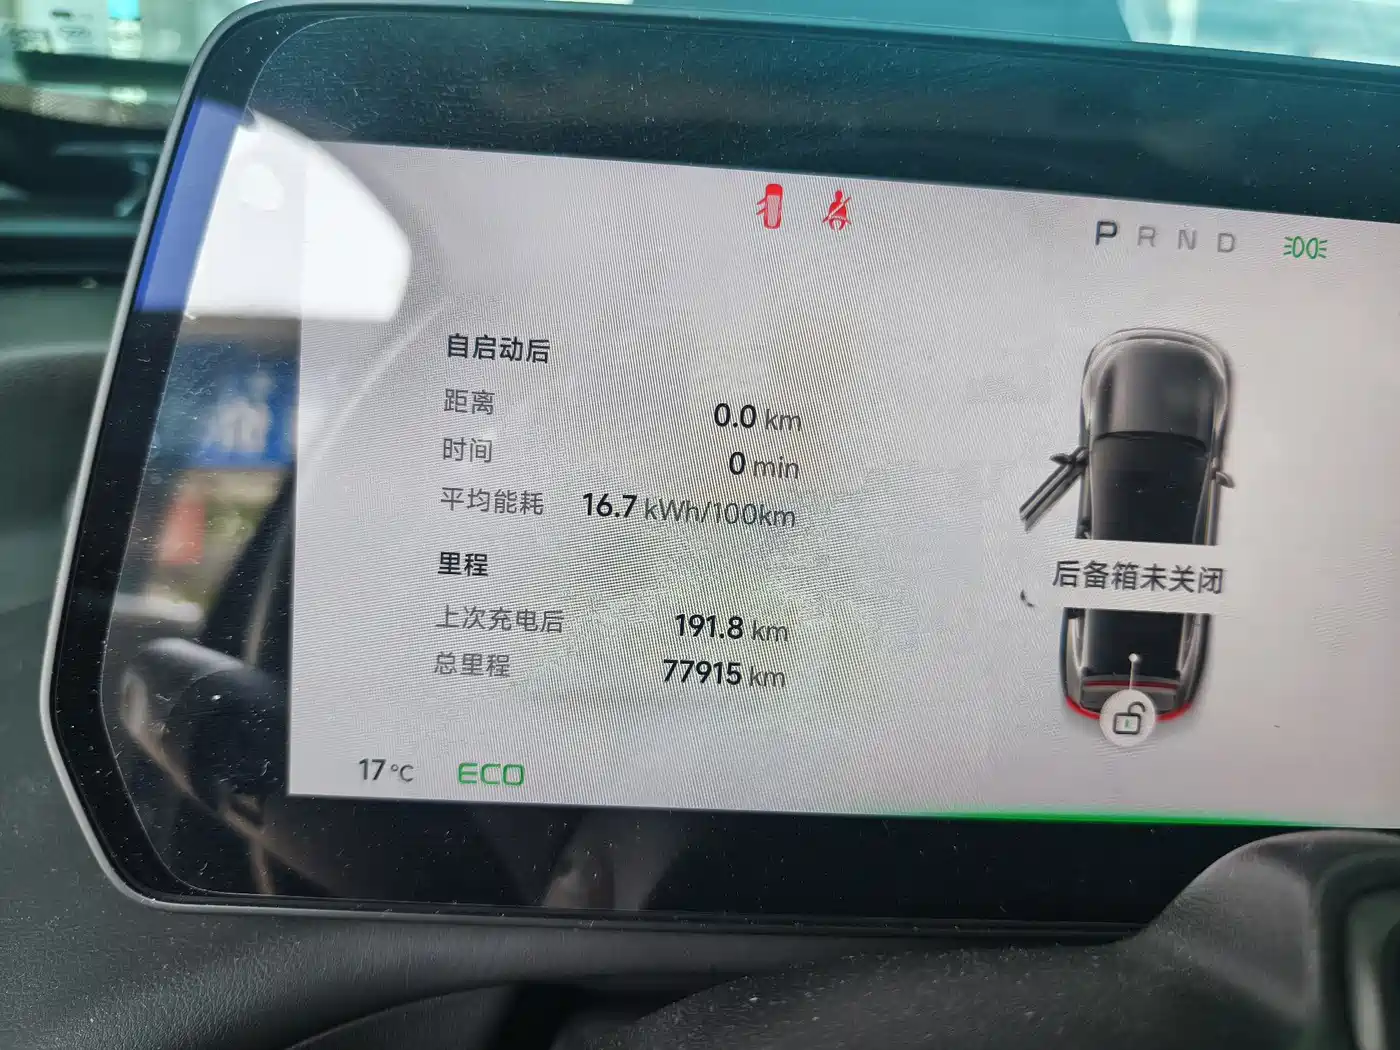 P R N D
自启动后
距离 0.0 km
时间 0 min
平均能耗 16.7 kWh/100km
里程
上次充电后 191.8 km
总里程 77915 km
后备箱未关闭
17°C ECO